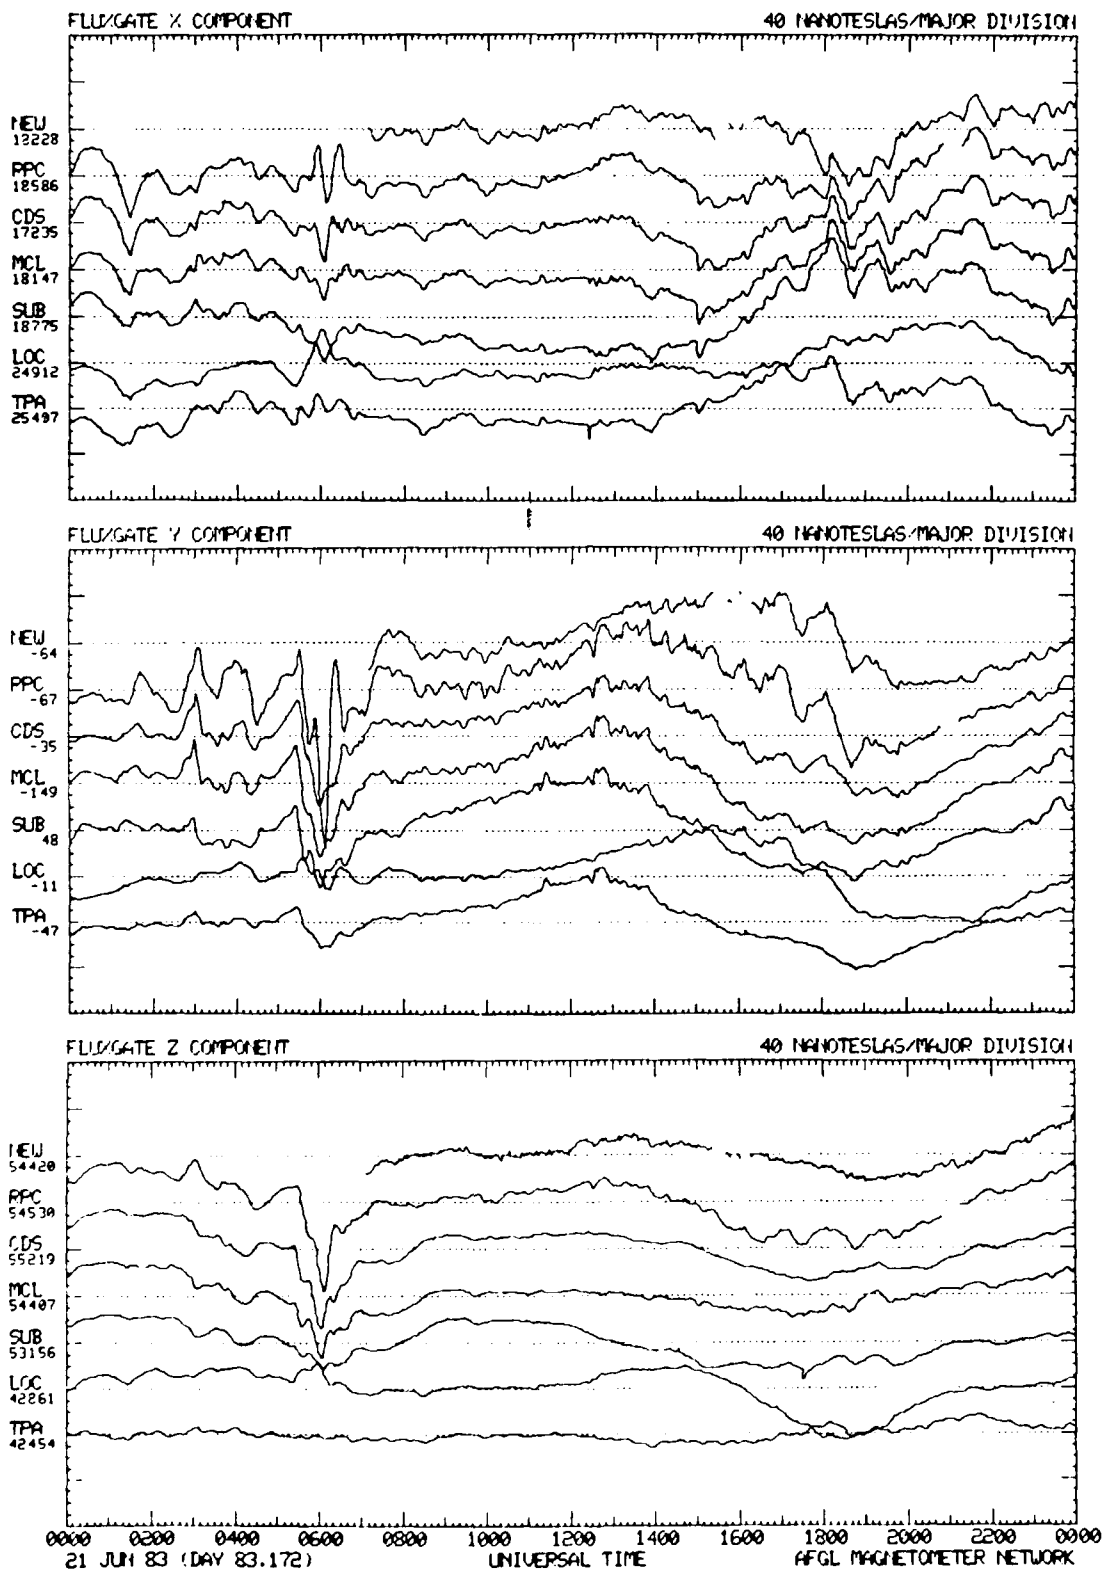 FLUXGATE X COMPONENT 40 NANOTESLAS/MAJOR DIVISION
NEW
18228
PPC
18586
CDS
17235
MCL
18147
SUB
18775
LOC
24912
TPA
25497
FLUXGATE Y COMPONENT 40 NANOTESLAS/MAJOR DIVISION
NEW
-64
PPC
-67
CDS
-35
MCL
-149
SUB
48
LOC
-11
TPA
-47
FLUXGATE Z COMPONENT 40 NANOTESLAS/MAJOR DIVISION
NEW
54420
RPC
54530
CDS
55219
MCL
54407
SUB
53156
LOC
42861
TPA
42454
0000 0200 0400 0600 0800 1000 1200 1400 1600 1800 2000 2200 0000
21 JUN 83 (DAY 83.172) UNIVERSAL TIME AFGL MAGNETOMETER NETWORK